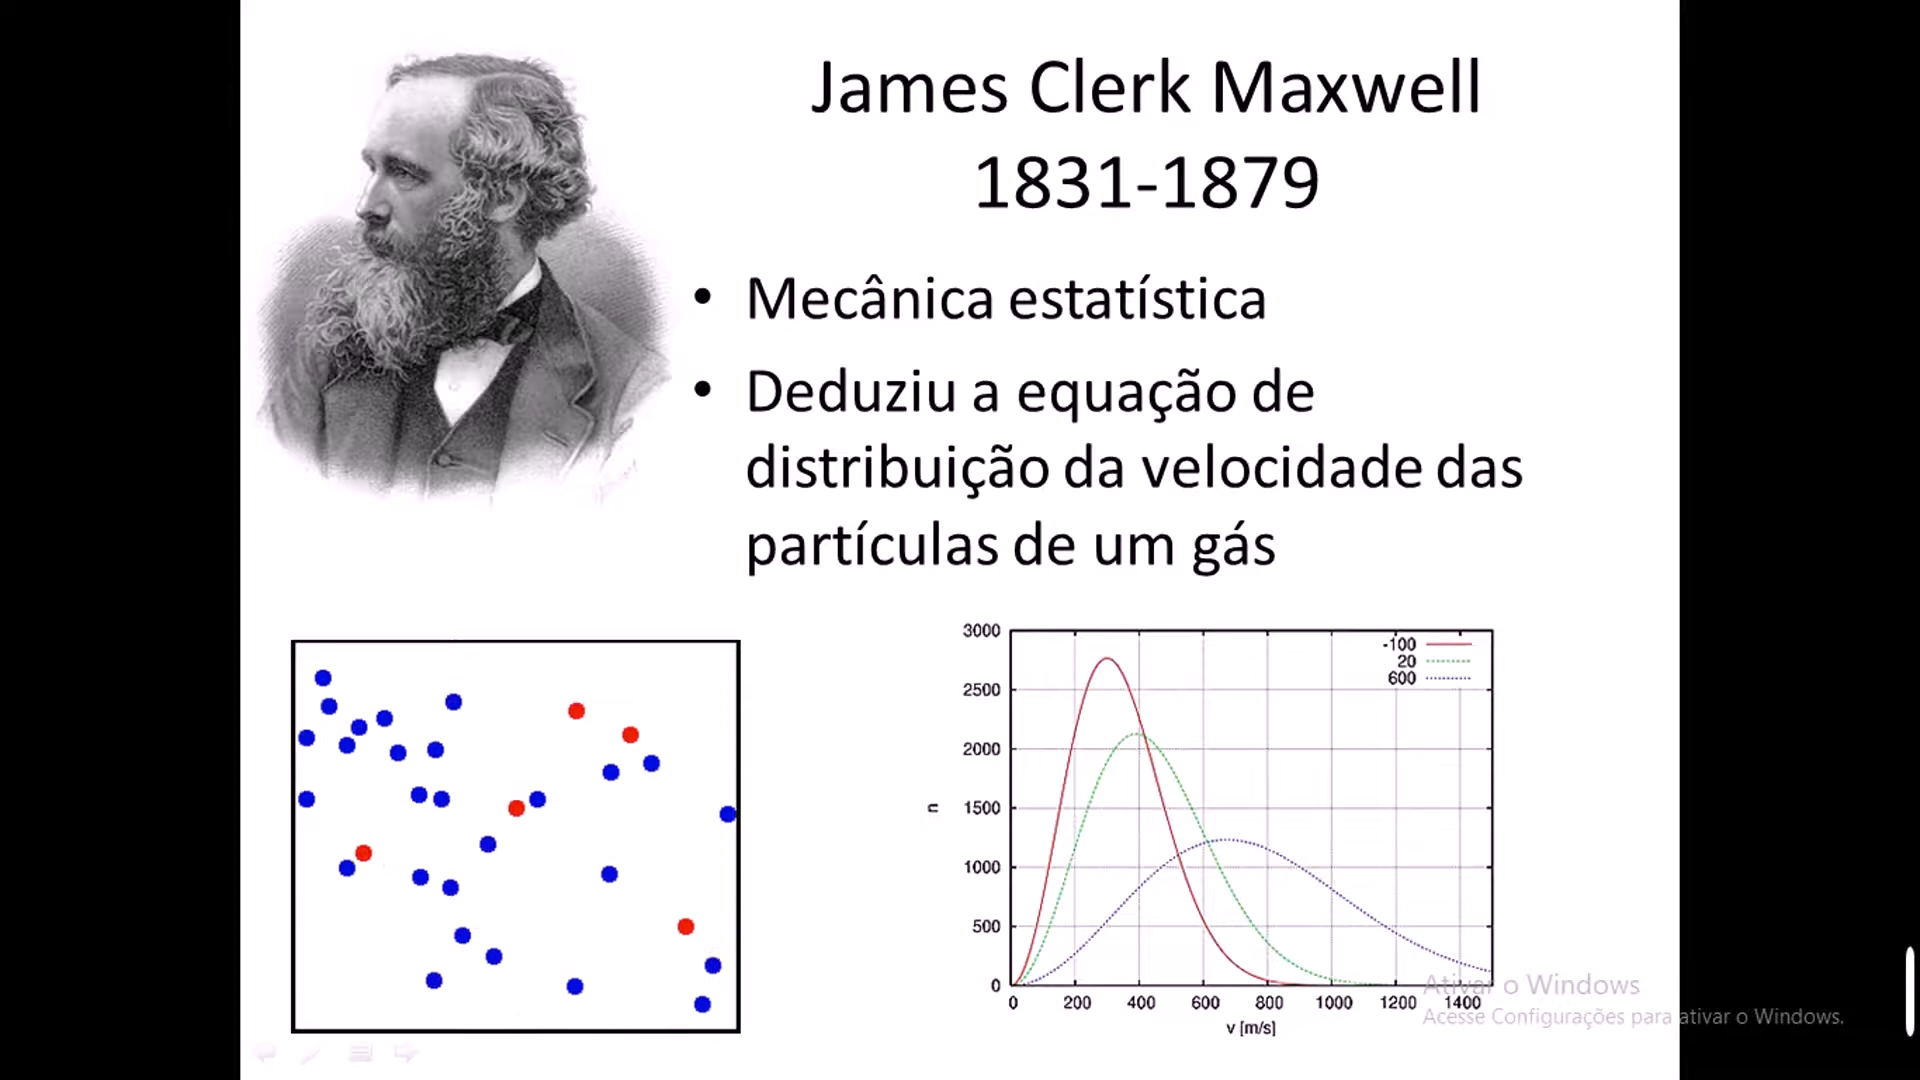 James Clerk Maxwell
1831-1879
• Mecânica estatística
• Deduziu a equação de
distribuição da velocidade das
partículas de um gás
3000
2500
2000
1500
1000
500
0
n
-100
20
600
0 200 400 600 800 1000 1200 1400
v [m/s]
Ativar o Windows
Acesse Configurações para ativar o Windows.